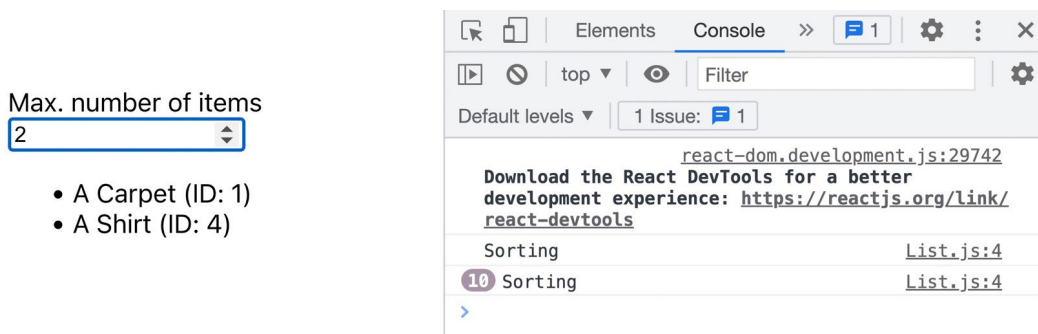 Max. number of items
2
• A Carpet (ID: 1)
• A Shirt (ID: 4)
Elements Console » 1
top ▼ Filter
Default levels ▼ 1 Issue: 1
react-dom.development.js:29742
Download the React DevTools for a better
development experience: https://reactjs.org/link/
react-devtools
Sorting List.js:4
10 Sorting List.js:4
>